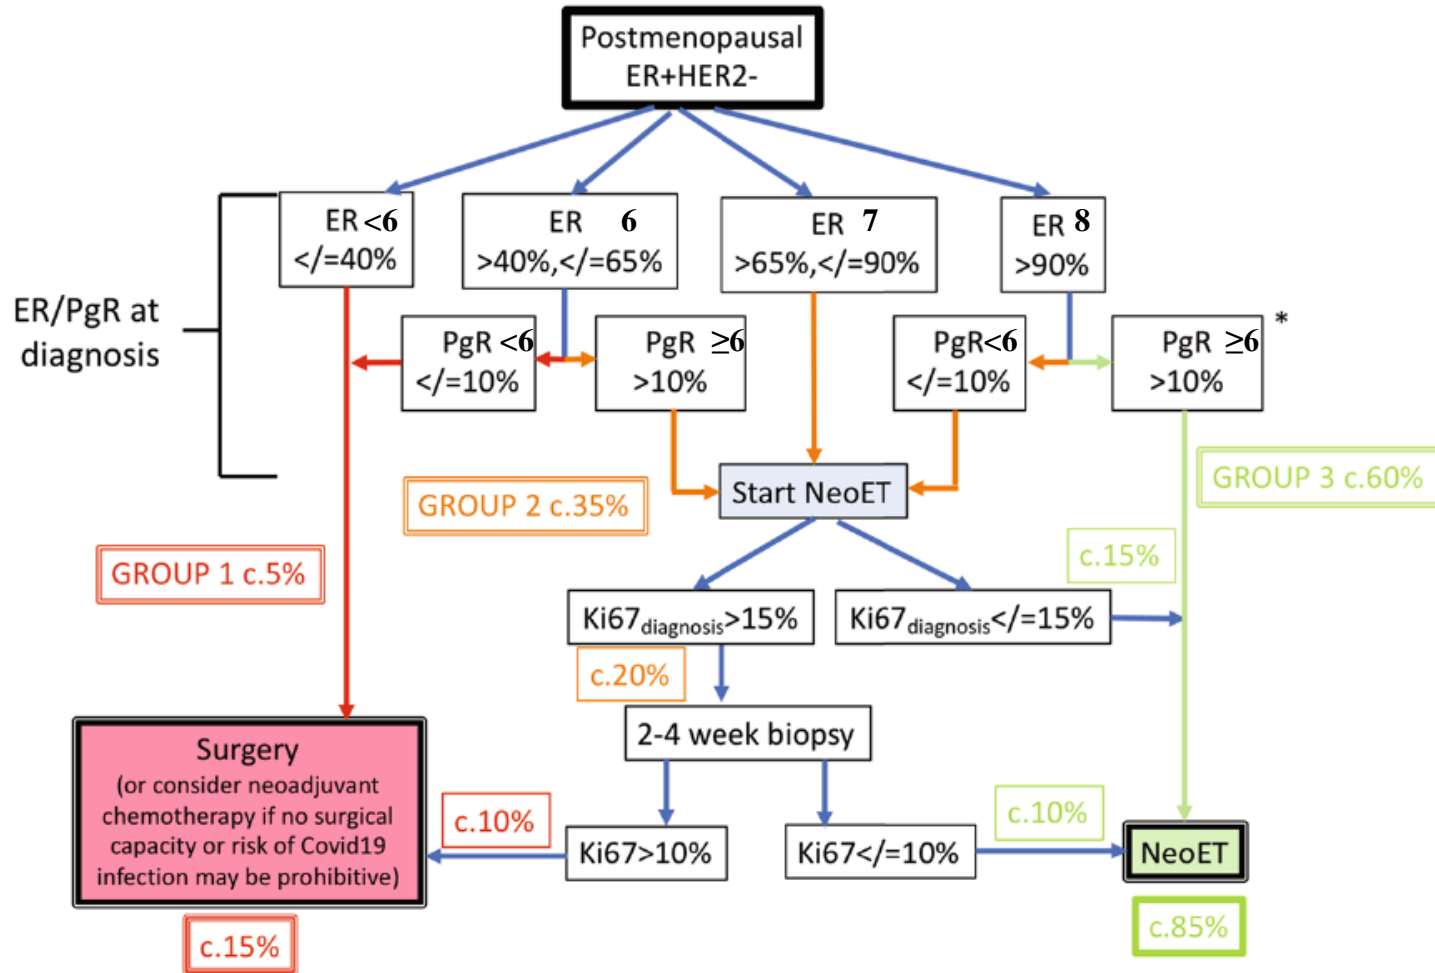 Postmenopausal
ER+HER2-
ER <6
</=40%
ER 6
>40%,</=65%
ER 7
>65%,</=90%
ER 8
>90%
ER/PgR at
diagnosis
PgR <6
</=10%
PgR ≥6
>10%
PgR<6
</=10%
PgR ≥6
>10%
*
GROUP 2 c.35%
Start NeoET
GROUP 3 c.60%
GROUP 1 c.5%
c.15%
Ki67diagnosis>15%
Ki67diagnosis</=15%
c.20%
2-4 week biopsy
Surgery
(or consider neoadjuvant
chemotherapy if no surgical
capacity or risk of Covid19
infection may be prohibitive)
c.10%
Ki67>10%
Ki67</=10%
c.10%
NeoET
c.15%
c.85%